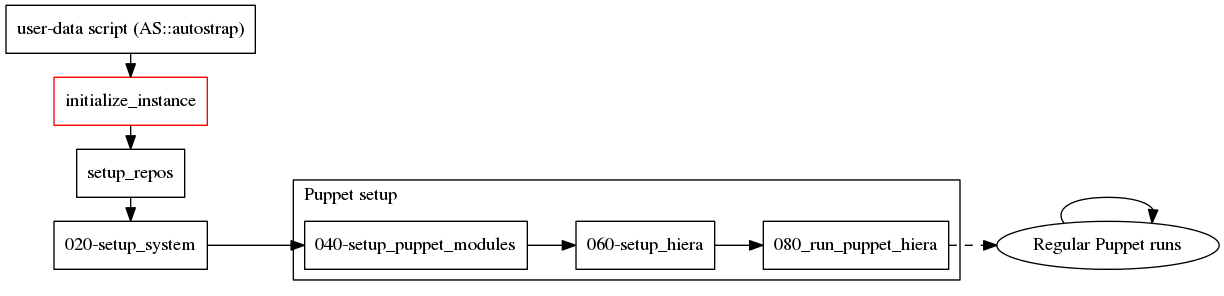 user-data script (AS::autostrap)
initialize_instance
setup_repos
020-setup_system
Puppet setup
040-setup_puppet_modules
060-setup_hiera
080_run_puppet_hiera
Regular Puppet runs